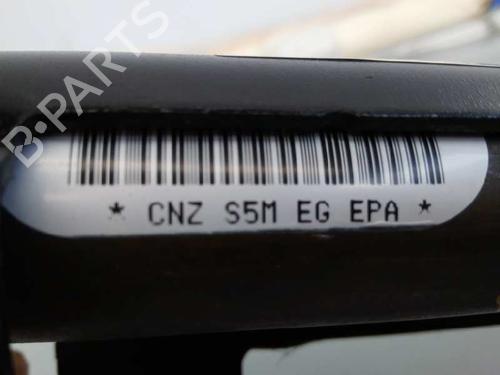 B-PARTS
* CNZ S5M EG EPA *